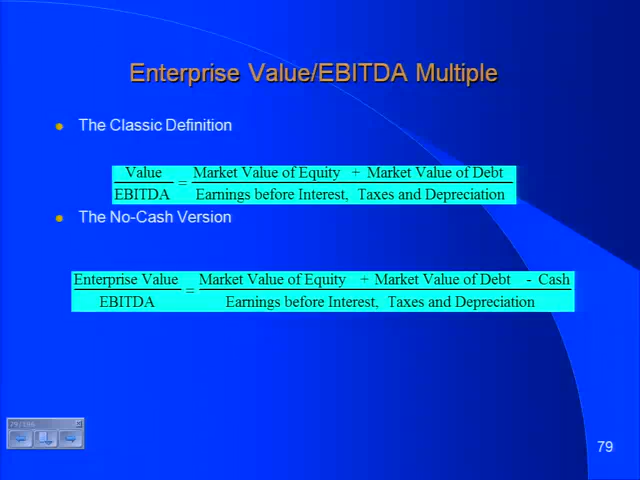 Enterprise Value/EBITDA Multiple
The Classic Definition
Value
EBITDA
=
Market Value of Equity + Market Value of Debt
Earnings before Interest, Taxes and Depreciation
The No-Cash Version
Enterprise Value
EBITDA
=
Market Value of Equity + Market Value of Debt - Cash
Earnings before Interest, Taxes and Depreciation
79